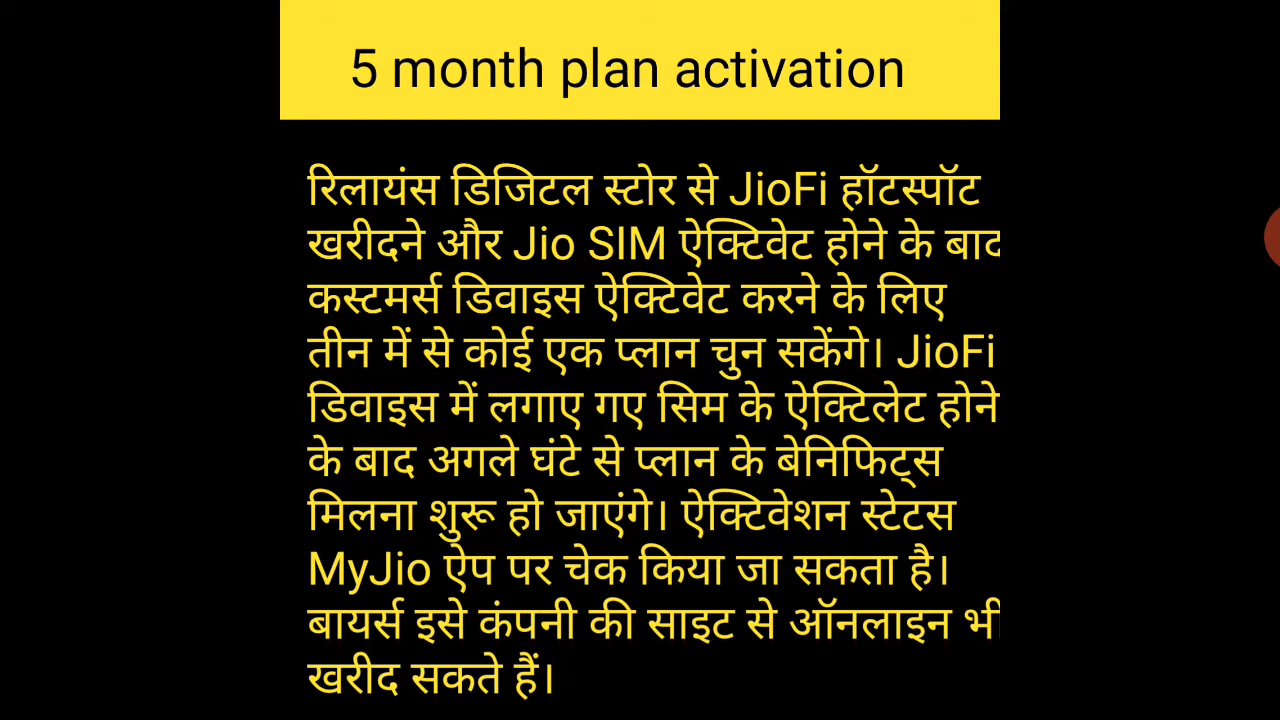 5 month plan activation
रिलायंस डिजिटल स्टोर से JioFi हॉटस्पॉट
खरीदने और Jio SIM ऐक्टिवेट होने के बाद
कस्टमर्स डिवाइस ऐक्टिवेट करने के लिए
तीन में से कोई एक प्लान चुन सकेंगे। JioFi
डिवाइस में लगाए गए सिम के ऐक्टिलेट होने
के बाद अगले घंटे से प्लान के बेनिफिट्स
मिलना शुरू हो जाएंगे। ऐक्टिवेशन स्टेटस
MyJio ऐप पर चेक किया जा सकता है।
बायर्स इसे कंपनी की साइट से ऑनलाइन भी
खरीद सकते हैं।